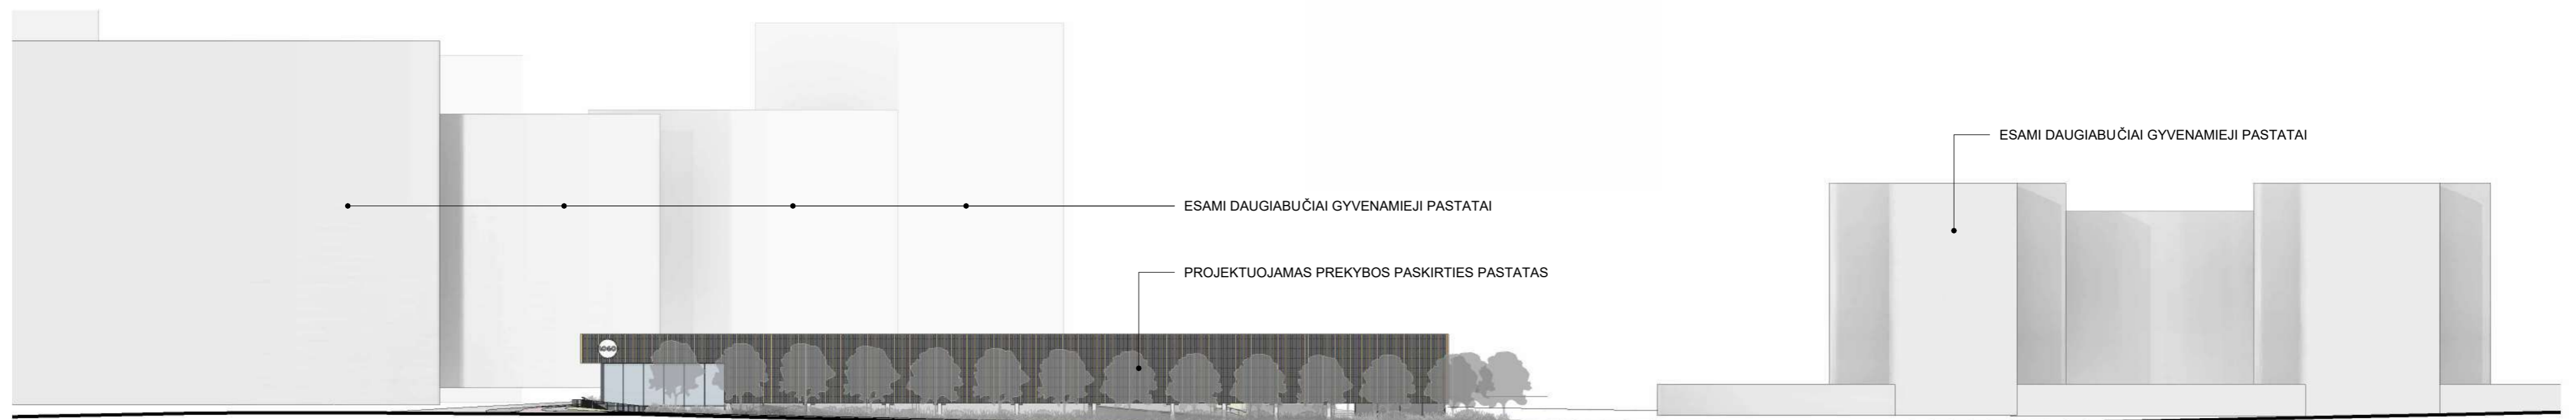 ESAMI DAUGIABUČIAI GYVENAMIEJI PASTATAI
ESAMI DAUGIABUČIAI GYVENAMIEJI PASTATAI
PROJEKTUOJAMAS PREKYBOS PASKIRTIES PASTATAS
LOGO